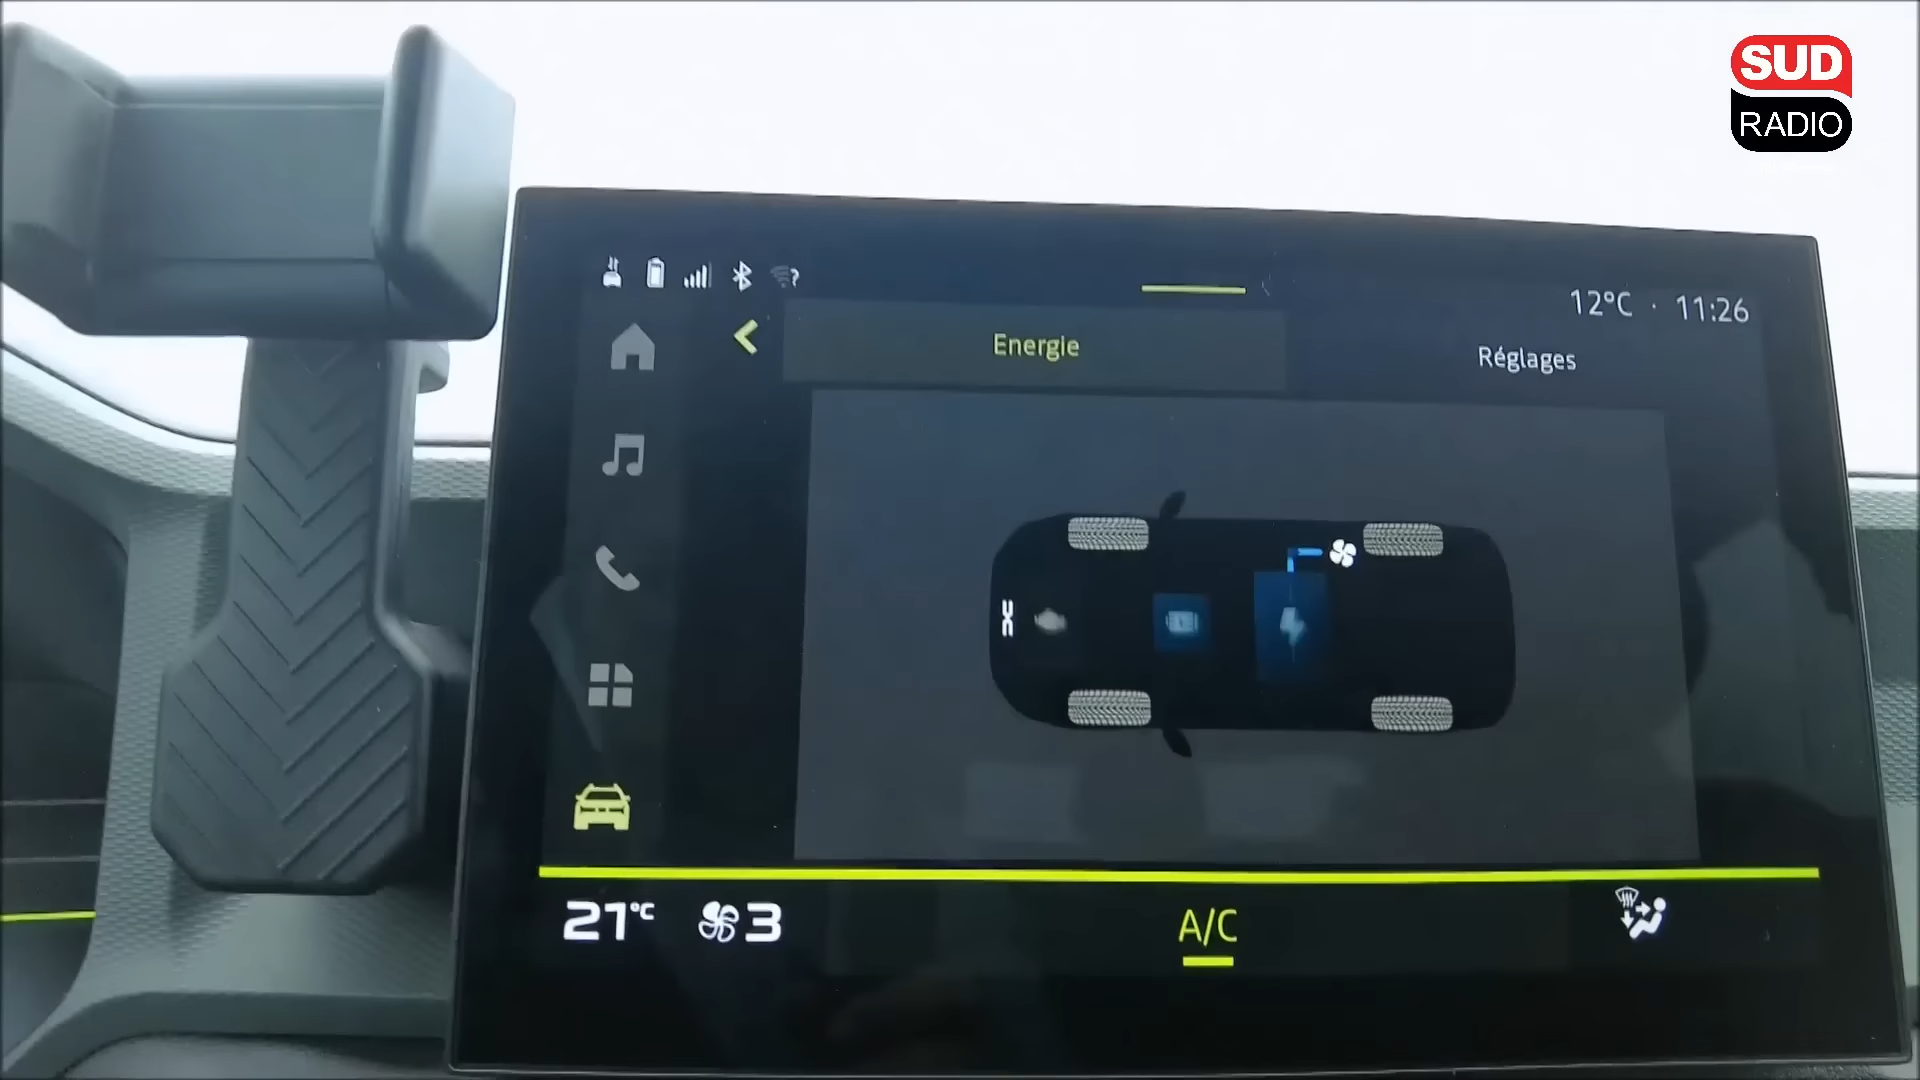 SUD
RADIO
12°C · 11:26
Energie
Réglages
21°C 3
A/C